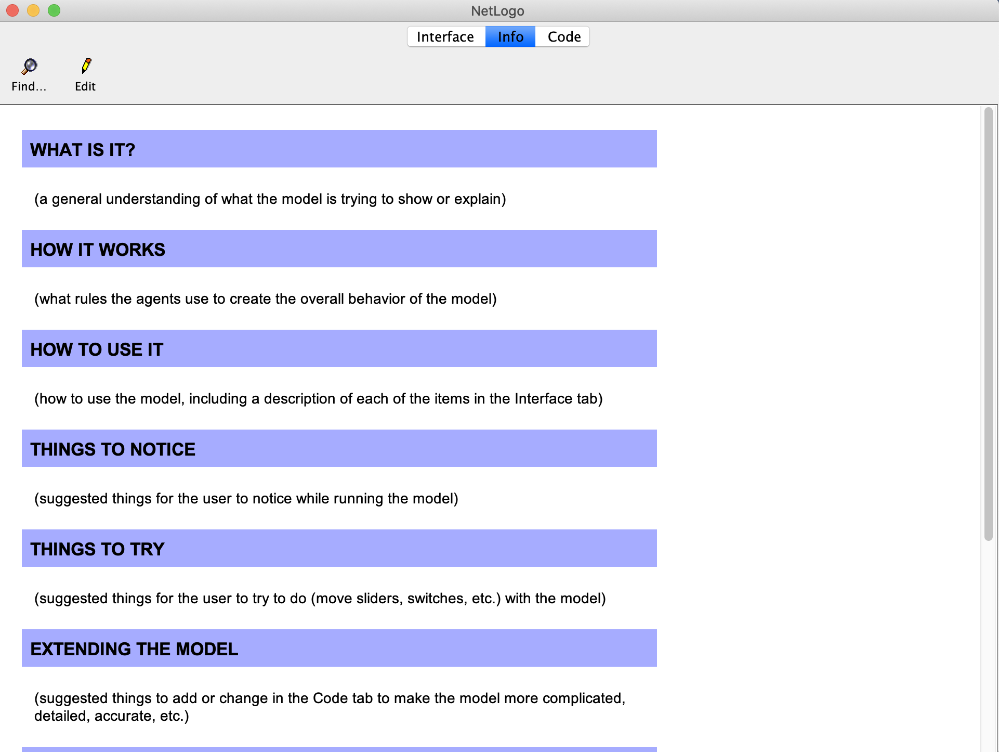 NetLogo
Interface Info Code
Find... Edit
WHAT IS IT?
(a general understanding of what the model is trying to show or explain)
HOW IT WORKS
(what rules the agents use to create the overall behavior of the model)
HOW TO USE IT
(how to use the model, including a description of each of the items in the Interface tab)
THINGS TO NOTICE
(suggested things for the user to notice while running the model)
THINGS TO TRY
(suggested things for the user to try to do (move sliders, switches, etc.) with the model)
EXTENDING THE MODEL
(suggested things to add or change in the Code tab to make the model more complicated,
detailed, accurate, etc.)